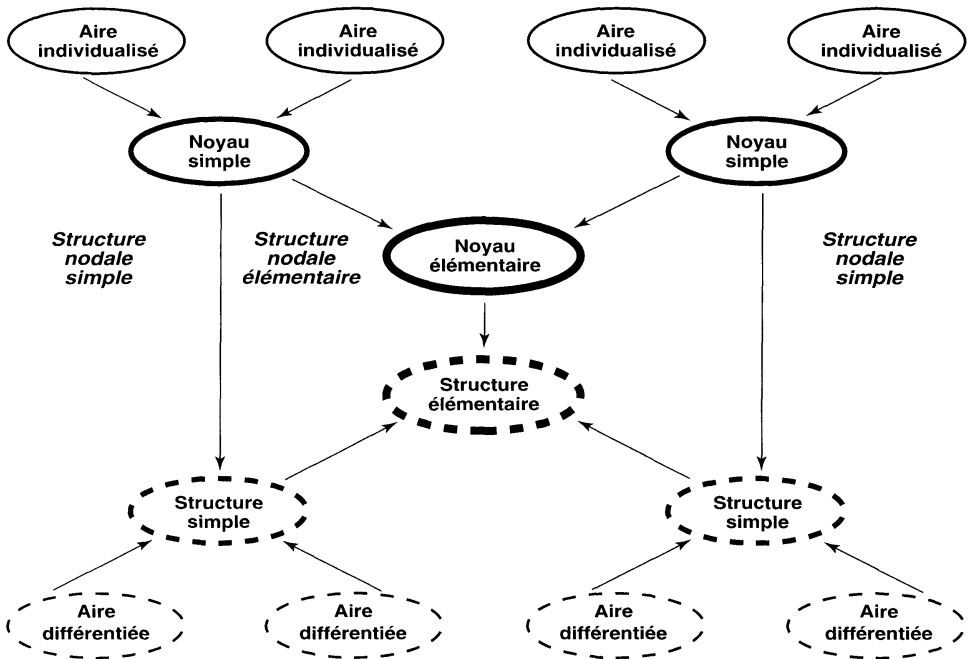 Aire
individualisé
Aire
individualisé
Aire
individualisé
Aire
individualisé
Noyau
simple
Noyau
simple
Structure
nodale
simple
Structure
nodale
élémentaire
Noyau
élémentaire
Structure
nodale
simple
Structure
élémentaire
Structure
simple
Structure
simple
Aire
différentiée
Aire
différentiée
Aire
différentiée
Aire
différentiée